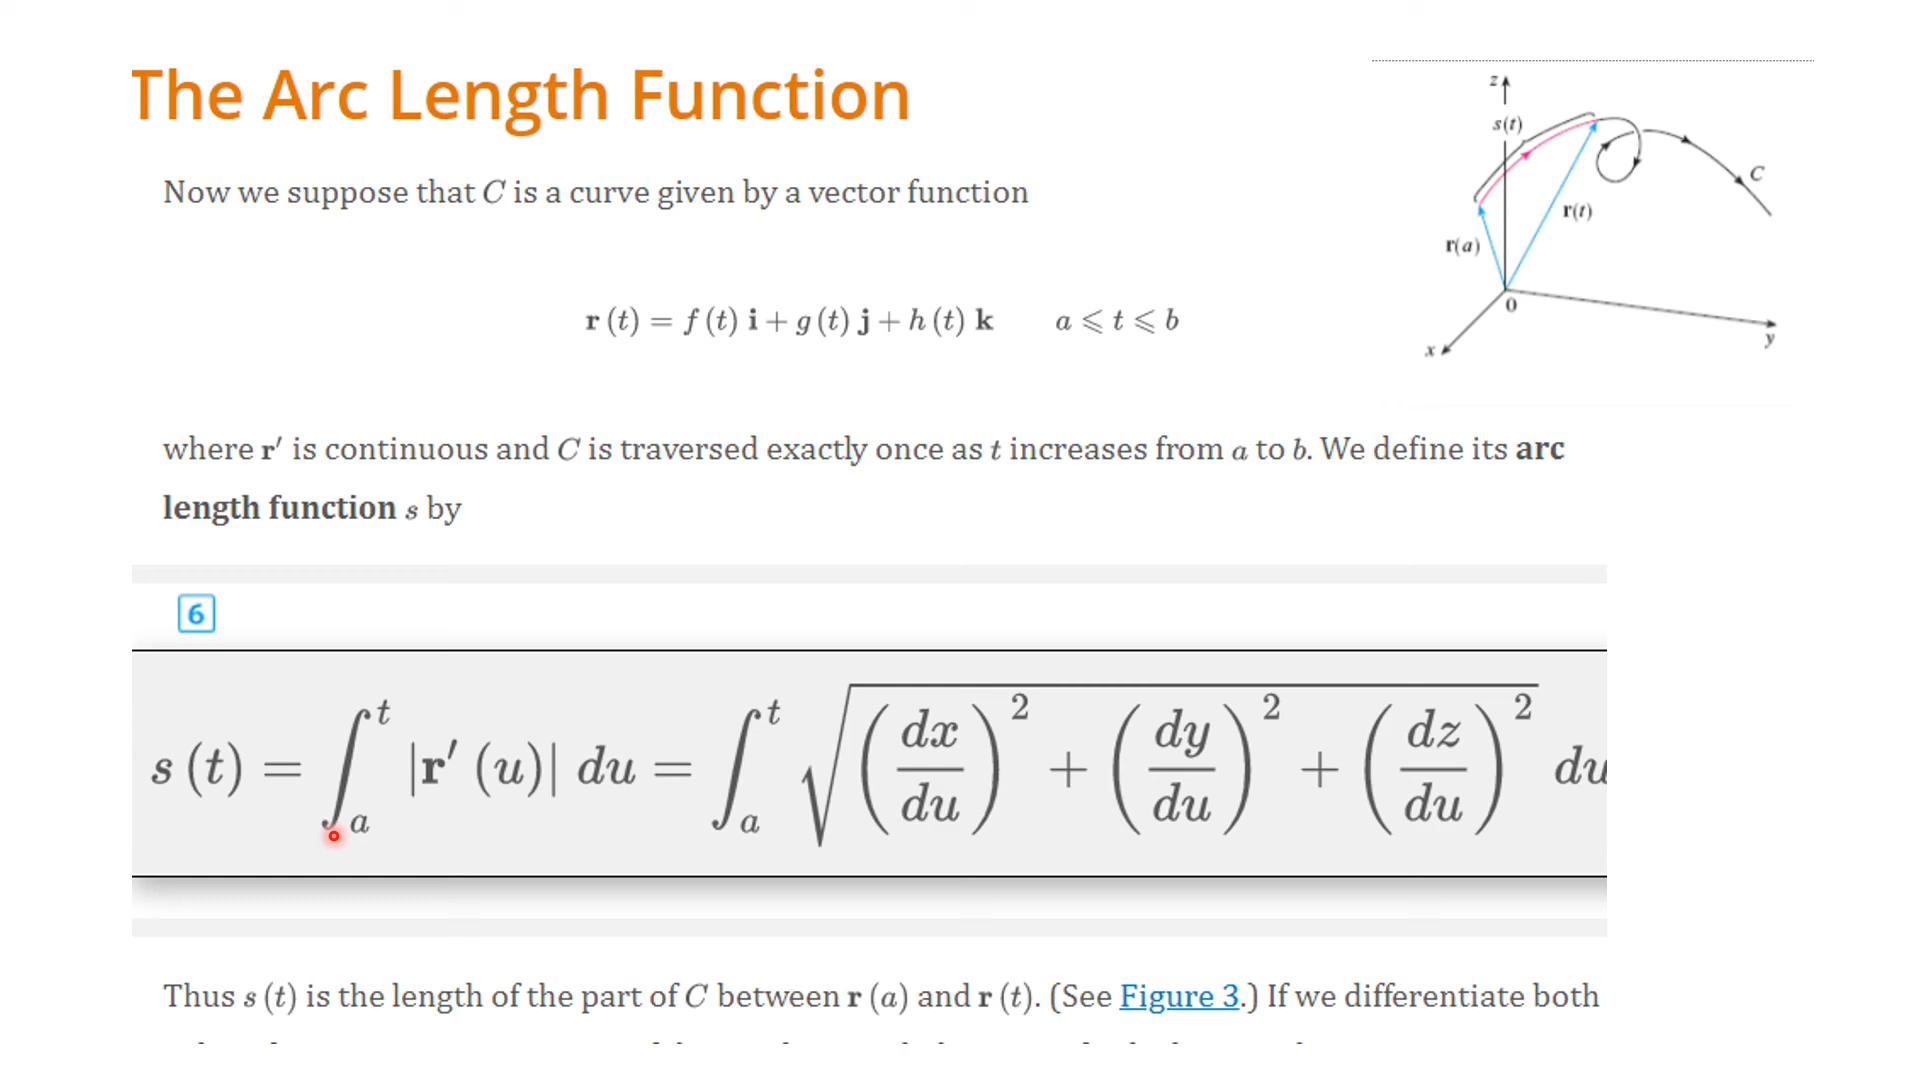 The Arc Length Function
Now we suppose that C is a curve given by a vector function
r (t) = f (t) i + g (t) j + h (t) k     a ⩽ t ⩽ b
z
s(t)
C
r(t)
r(a)
0
x
y
where r′ is continuous and C is traversed exactly once as t increases from a to b. We define its arc
length function s by
6
s (t) = ∫ₐᵗ |r′ (u)| du = ∫ₐᵗ √((dx/du)² + (dy/du)² + (dz/du)²) du
Thus s (t) is the length of the part of C between r (a) and r (t). (See Figure 3.) If we differentiate both